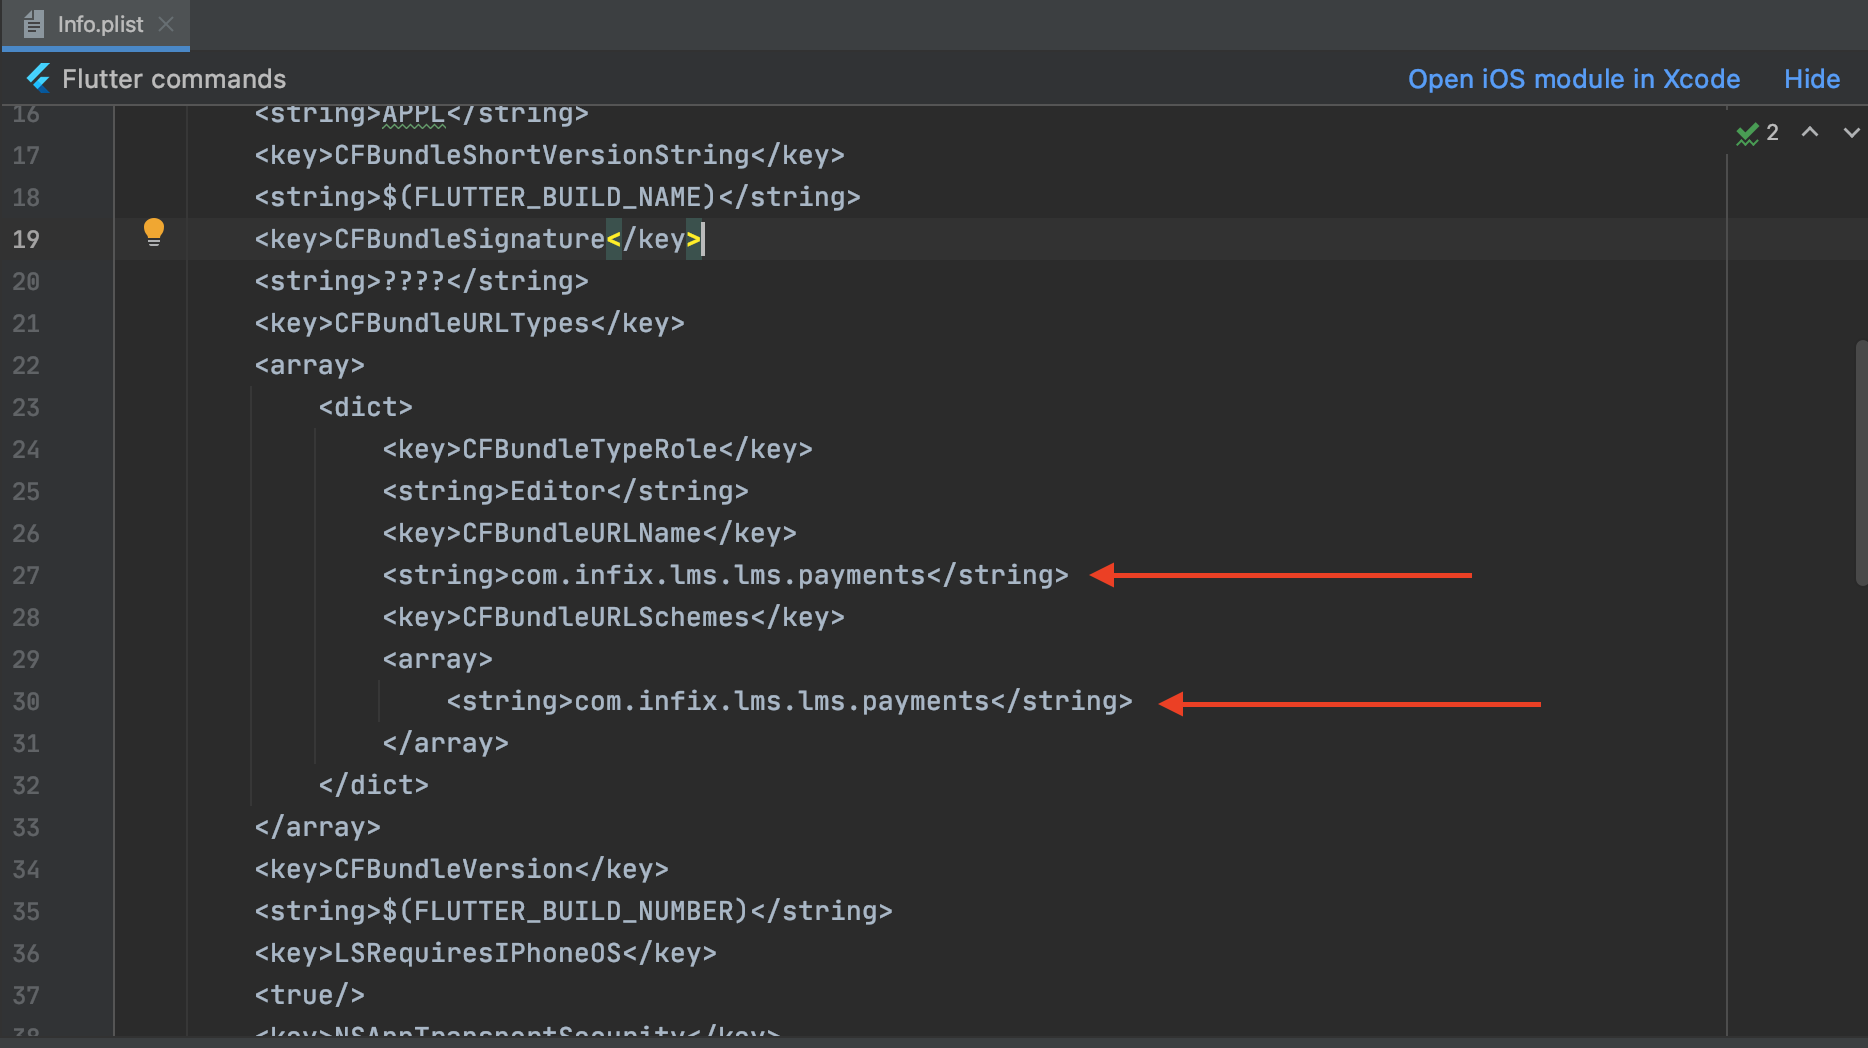 Info.plist
Flutter commands Open iOS module in Xcode Hide
2
16 <string>APPL</string>
17 <key>CFBundleShortVersionString</key>
18 <string>$(FLUTTER_BUILD_NAME)</string>
19 <key>CFBundleSignature</key>
20 <string>????</string>
21 <key>CFBundleURLTypes</key>
22 <array>
23 <dict>
24 <key>CFBundleTypeRole</key>
25 <string>Editor</string>
26 <key>CFBundleURLName</key>
27 <string>com.infix.lms.lms.payments</string>
28 <key>CFBundleURLSchemes</key>
29 <array>
30 <string>com.infix.lms.lms.payments</string>
31 </array>
32 </dict>
33 </array>
34 <key>CFBundleVersion</key>
35 <string>$(FLUTTER_BUILD_NUMBER)</string>
36 <key>LSRequiresIPhoneOS</key>
37 <true/>
38 <key>NSAppTransportSecurity</key>